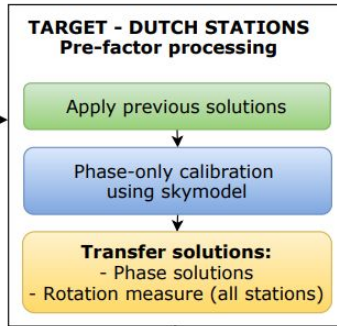 TARGET - DUTCH STATIONS
Pre-factor processing
Apply previous solutions
Phase-only calibration
using skymodel
Transfer solutions:
- Phase solutions
- Rotation measure (all stations)